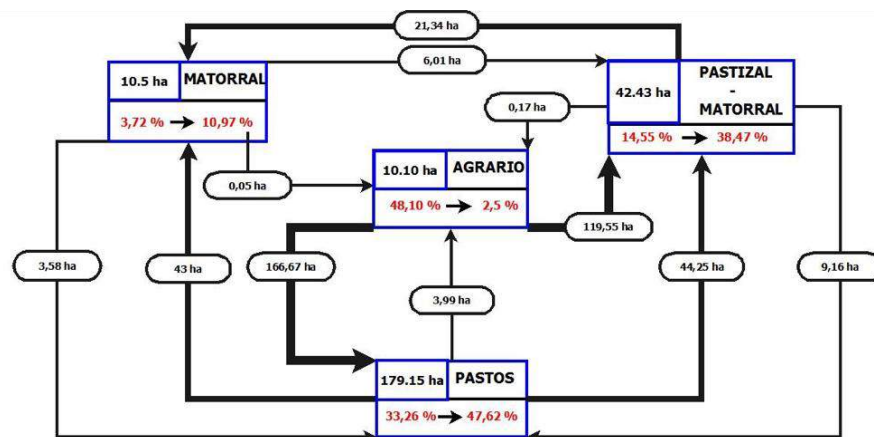 21,34 ha
6,01 ha
10.5 ha MATORRAL
3,72 % 10,97 %
42.43 ha PASTIZAL
-
MATORRAL
14,55 % 38,47 %
0,17 ha
0,05 ha
10.10 ha AGRARIO
48,10 % 2,5 %
119,55 ha
3,58 ha
43 ha
166,67 ha
3,99 ha
44,25 ha
9,16 ha
179.15 ha PASTOS
33,26 % 47,62 %